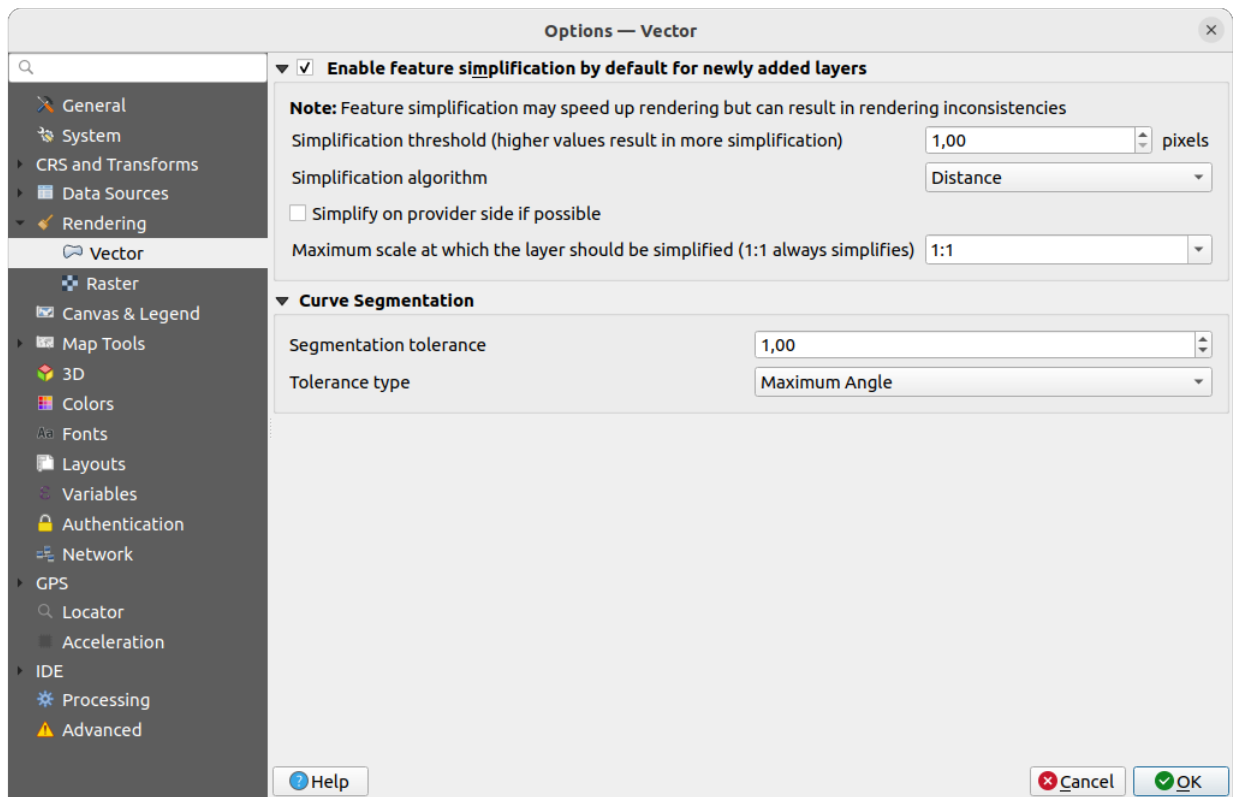 Options — Vector
General
System
CRS and Transforms
Data Sources
Rendering
Vector
Raster
Canvas & Legend
Map Tools
3D
Colors
Fonts
Layouts
Variables
Authentication
Network
GPS
Locator
Acceleration
IDE
Processing
Advanced
Enable feature simplification by default for newly added layers
Note: Feature simplification may speed up rendering but can result in rendering inconsistencies
Simplification threshold (higher values result in more simplification) 1,00 pixels
Simplification algorithm Distance
Simplify on provider side if possible
Maximum scale at which the layer should be simplified (1:1 always simplifies) 1:1
Curve Segmentation
Segmentation tolerance 1,00
Tolerance type Maximum Angle
Help Cancel OK